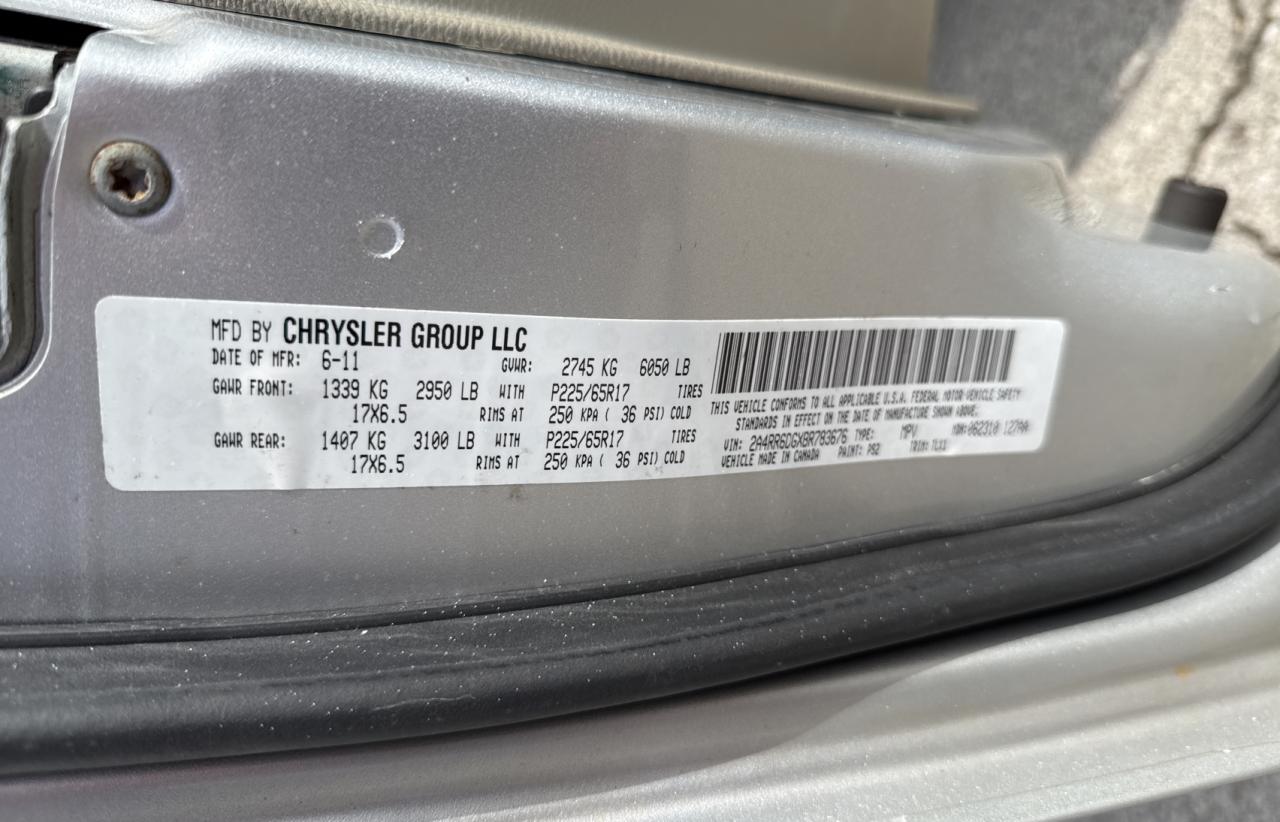 MFD BY CHRYSLER GROUP LLC
DATE OF MFR: 6-11 GVWR: 2745 KG 6050 LB
GAWR FRONT: 1339 KG 2950 LB WITH P225/65R17 TIRES
17X6.5 RIMS AT 250 KPA ( 36 PSI) COLD
GAWR REAR: 1407 KG 3100 LB WITH P225/65R17 TIRES
17X6.5 RIMS AT 250 KPA ( 36 PSI) COLD
THIS VEHICLE CONFORMS TO ALL APPLICABLE U.S.A. FEDERAL MOTOR VEHICLE SAFETY
STANDARDS IN EFFECT ON THE DATE OF MANUFACTURE SHOWN ABOVE.
VIN: 2A4RR6DGXBR783676 TYPE: MPV MDH: 062310 127AA
VEHICLE MADE IN CANADA PAINT: PS2 TRIM: